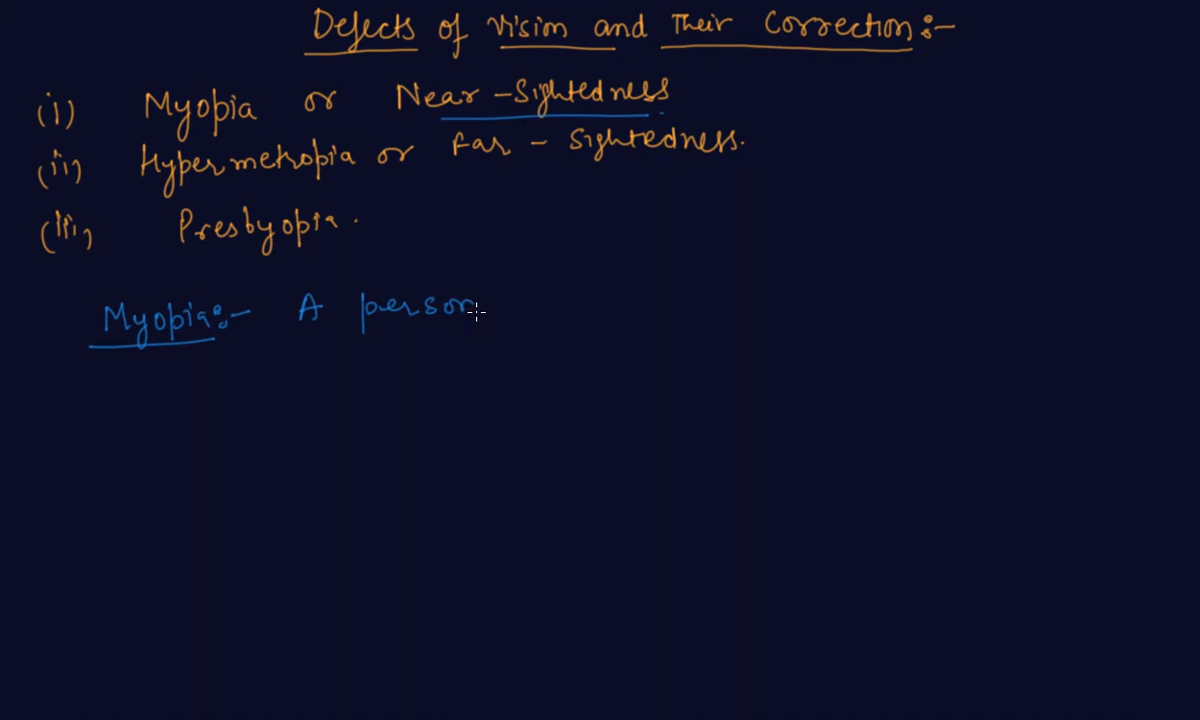 Defects of Vision and Their Correction:-
(i) Myopia or Near-Sightedness
(ii) Hypermetropia or Far-Sightedness.
(iii) Presbyopia.
Myopia:- A person